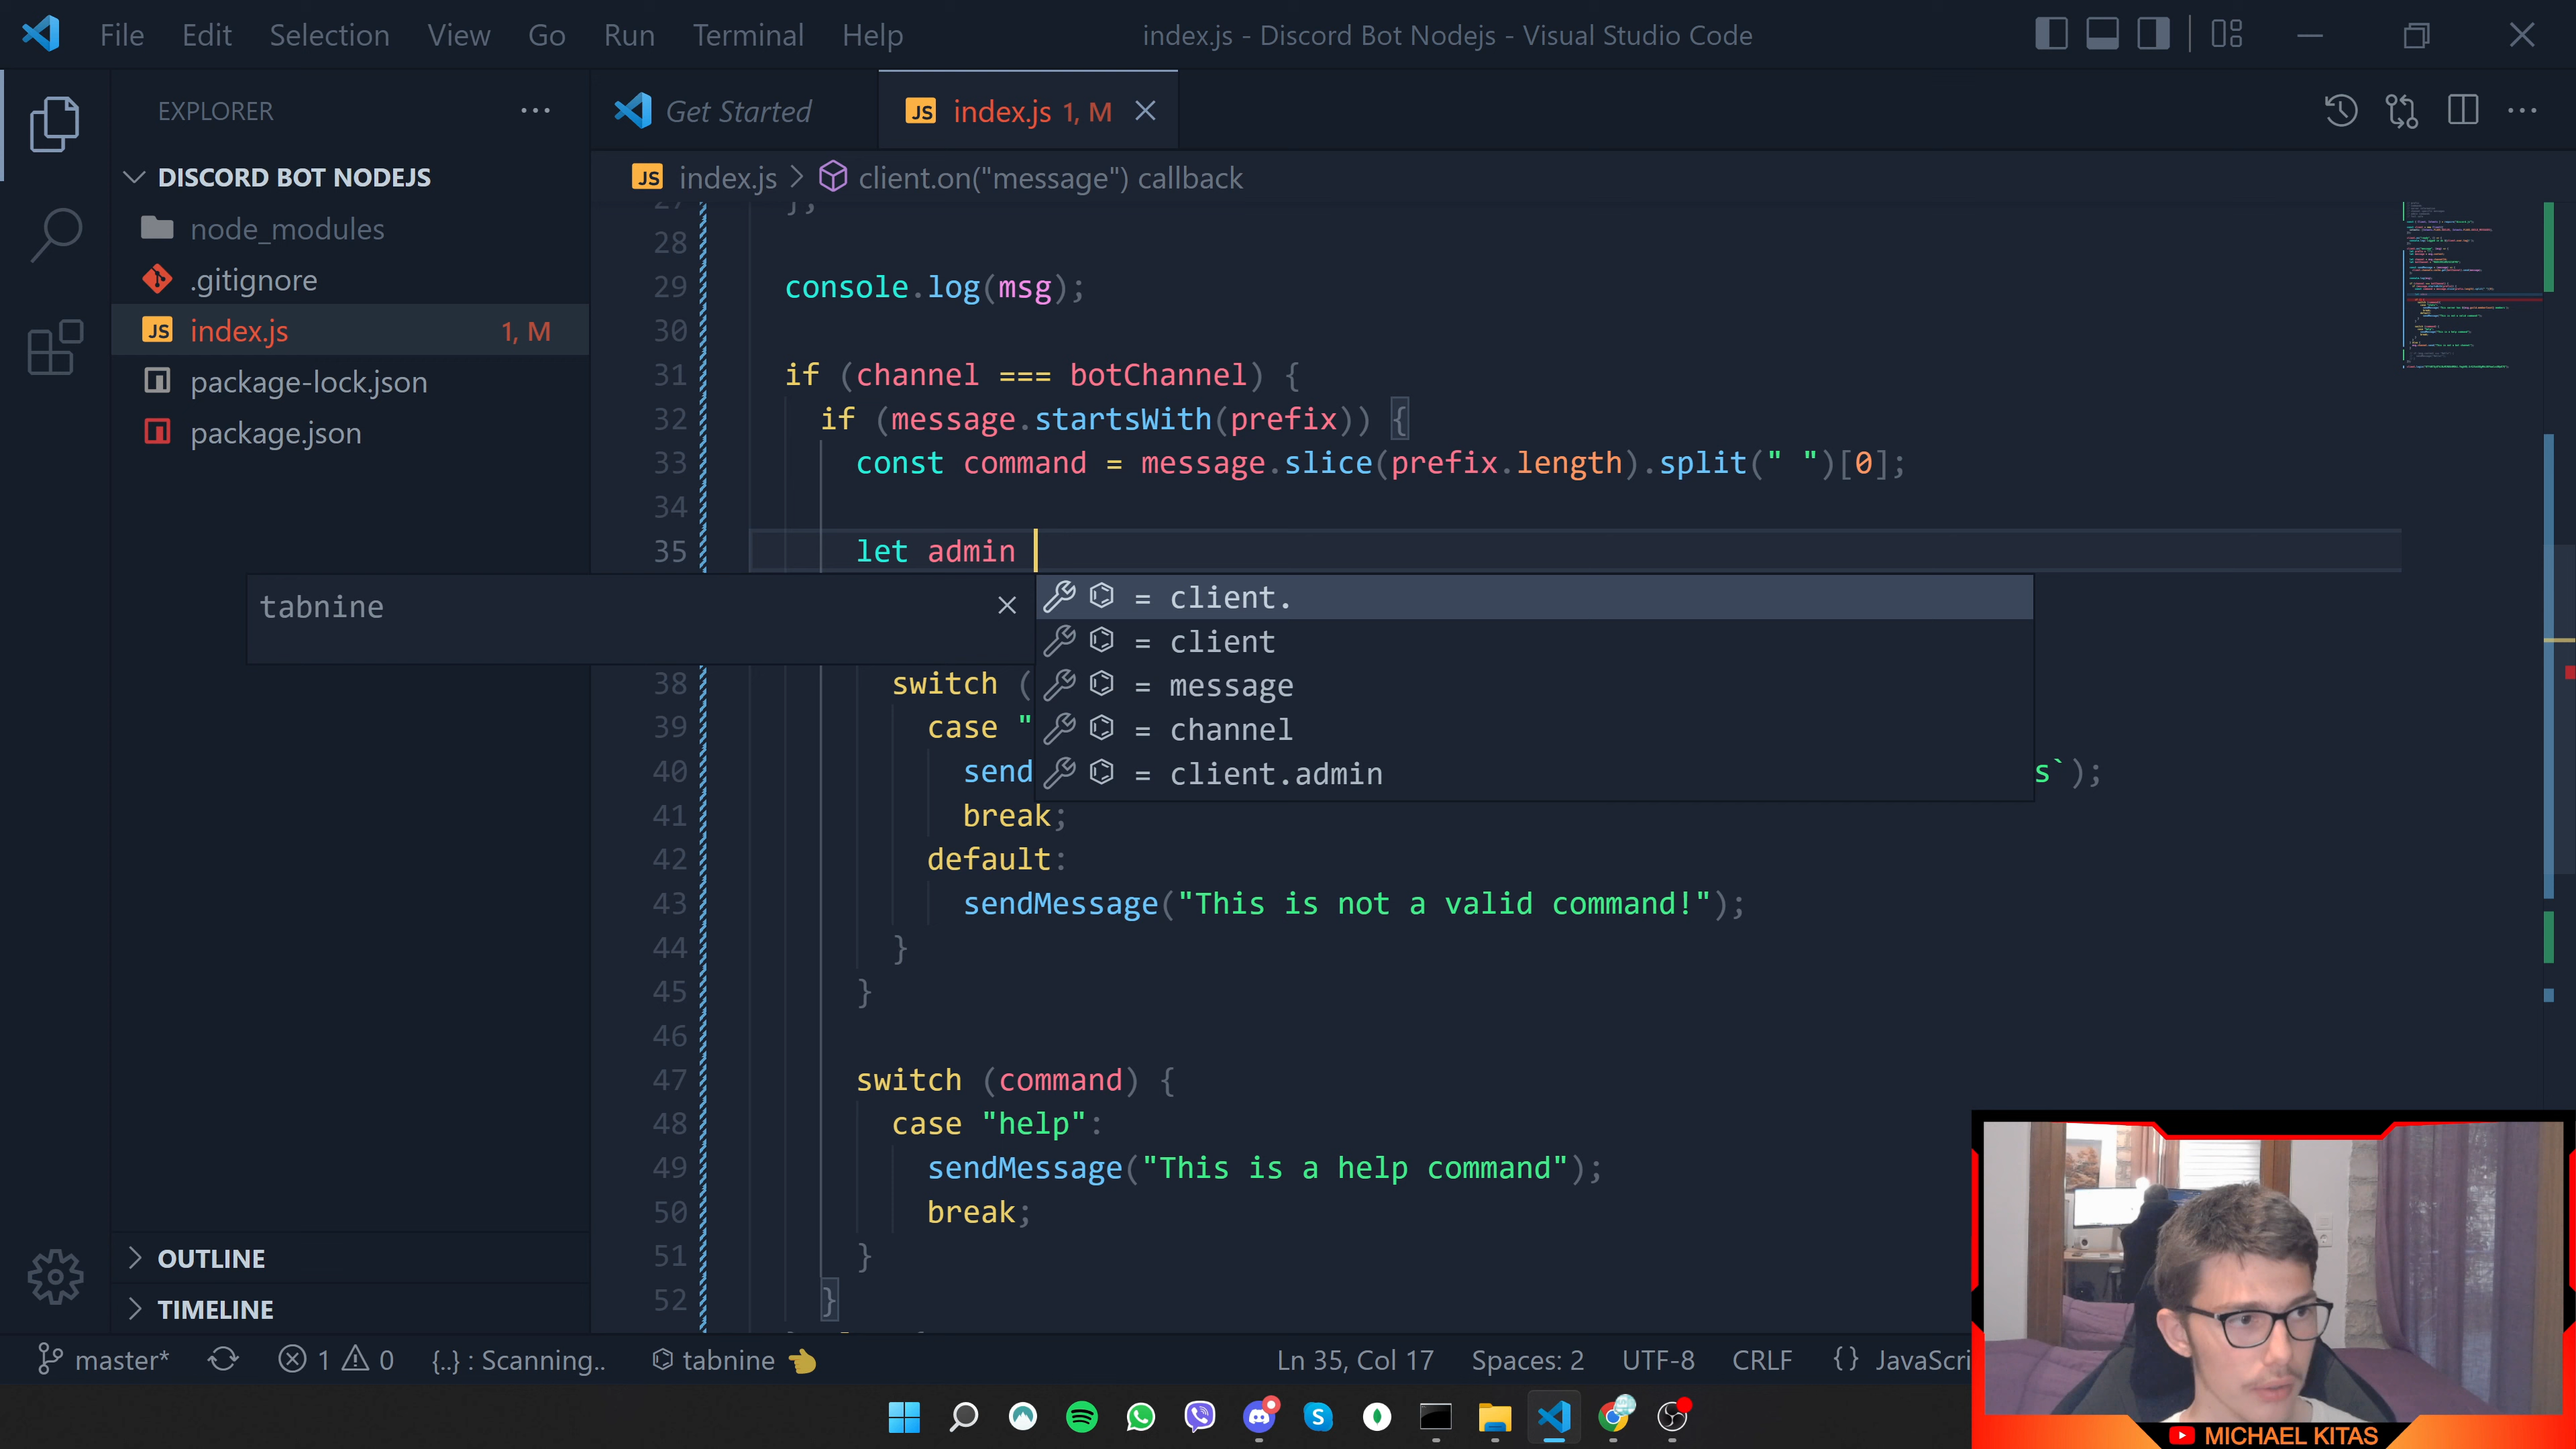 File Edit Selection View Go Run Terminal Help
index.js - Discord Bot Nodejs - Visual Studio Code
EXPLORER
Get Started
JS index.js 1, M
DISCORD BOT NODEJS
node_modules
.gitignore
JS index.js 1, M
package-lock.json
package.json
OUTLINE
TIMELINE
JS index.js > client.on("message") callback
27 };
28
29 console.log(msg);
30
31 if (channel === botChannel) {
32 if (message.startsWith(prefix)) {
33 const command = message.slice(prefix.length).split(" ")[0];
34
35 let admin
tabnine
= client.
= client
= message
= channel
= client.admin
38 switch (
39 case "
40 send s`);
41 break;
42 default:
43 sendMessage("This is not a valid command!");
44 }
45 }
46
47 switch (command) {
48 case "help":
49 sendMessage("This is a help command");
50 break;
51 }
52 }
master* 1 0 {..} : Scanning.. tabnine Ln 35, Col 17 Spaces: 2 UTF-8 CRLF {} JavaScri
MICHAEL KITAS